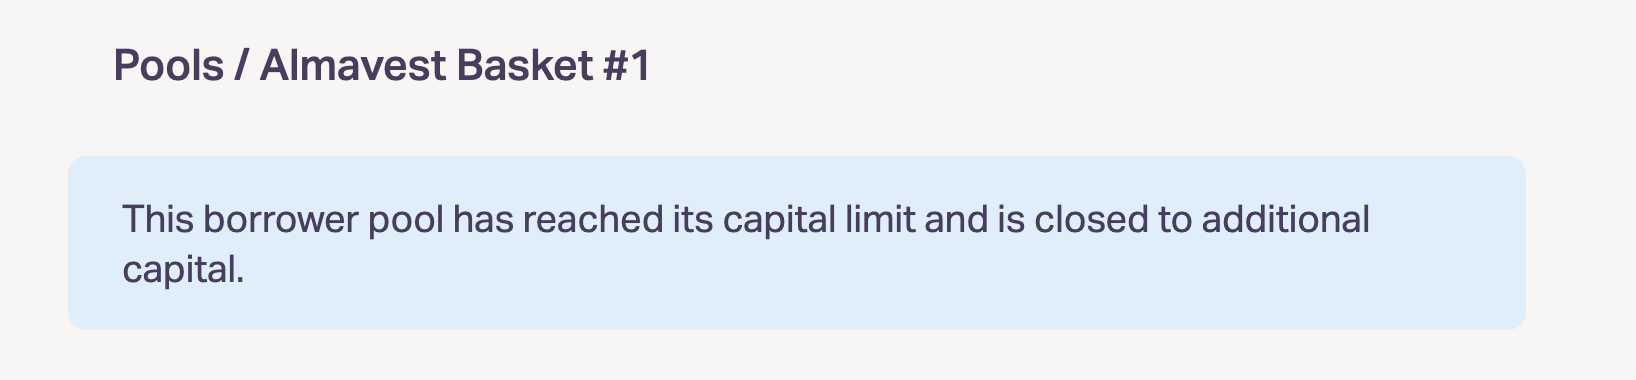 Pools / Almavest Basket #1
This borrower pool has reached its capital limit and is closed to additional
capital.